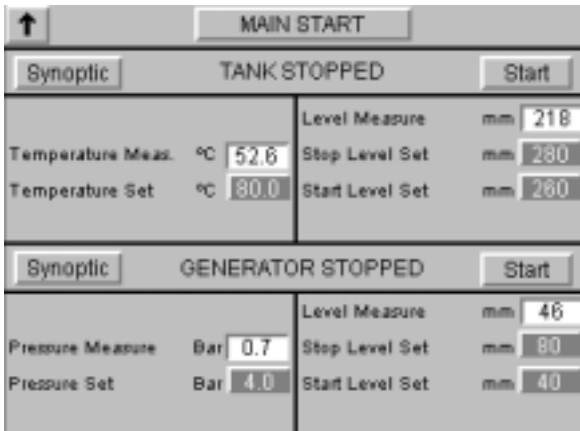 MAIN START
Synoptic TANK STOPPED Start
Level Measure mm 218
Temperature Meas. ºC 52.6 Stop Level Set mm 280
Temperature Set ºC 80.0 Start Level Set mm 260
Synoptic GENERATOR STOPPED Start
Level Measure mm 46
Pressure Measure Bar 0.7 Stop Level Set mm 80
Pressure Set Bar 4.0 Start Level Set mm 40